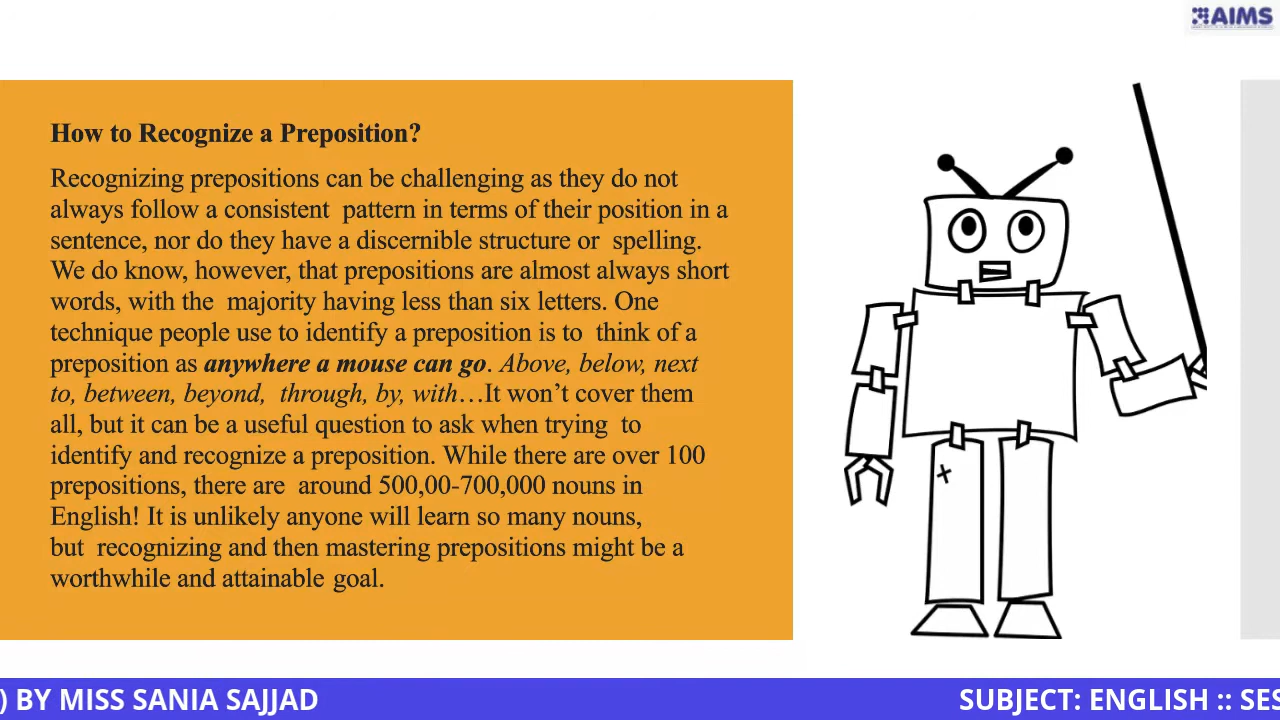 AIMS
How to Recognize a Preposition?
Recognizing prepositions can be challenging as they do not
always follow a consistent pattern in terms of their position in a
sentence, nor do they have a discernible structure or spelling.
We do know, however, that prepositions are almost always short
words, with the majority having less than six letters. One
technique people use to identify a preposition is to think of a
preposition as anywhere a mouse can go. Above, below, next
to, between, beyond, through, by, with…It won’t cover them
all, but it can be a useful question to ask when trying to
identify and recognize a preposition. While there are over 100
prepositions, there are around 500,00-700,000 nouns in
English! It is unlikely anyone will learn so many nouns,
but recognizing and then mastering prepositions might be a
worthwhile and attainable goal.
) BY MISS SANIA SAJJAD
SUBJECT: ENGLISH :: SES